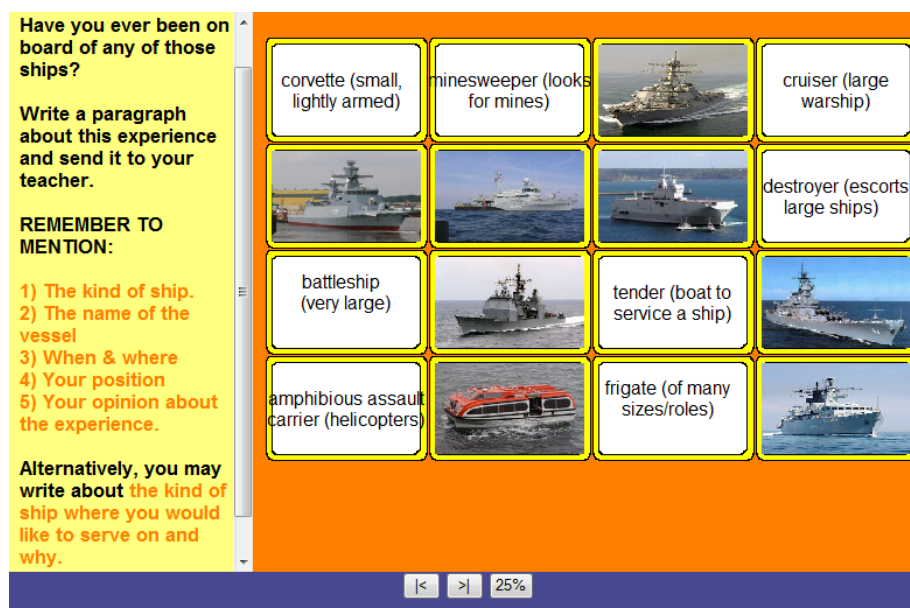 Have you ever been on
board of any of those
ships?
Write a paragraph
about this experience
and send it to your
teacher.
REMEMBER TO
MENTION:
1) The kind of ship.
2) The name of the
vessel
3) When & where
4) Your position
5) Your opinion about
the experience.
Alternatively, you may
write about the kind of
ship where you would
like to serve on and
why.
corvette (small,
lightly armed)
minesweeper (looks
for mines)
cruiser (large
warship)
destroyer (escorts
large ships)
battleship
(very large)
tender (boat to
service a ship)
amphibious assault
carrier (helicopters)
frigate (of many
sizes/roles)
|< >| 25%